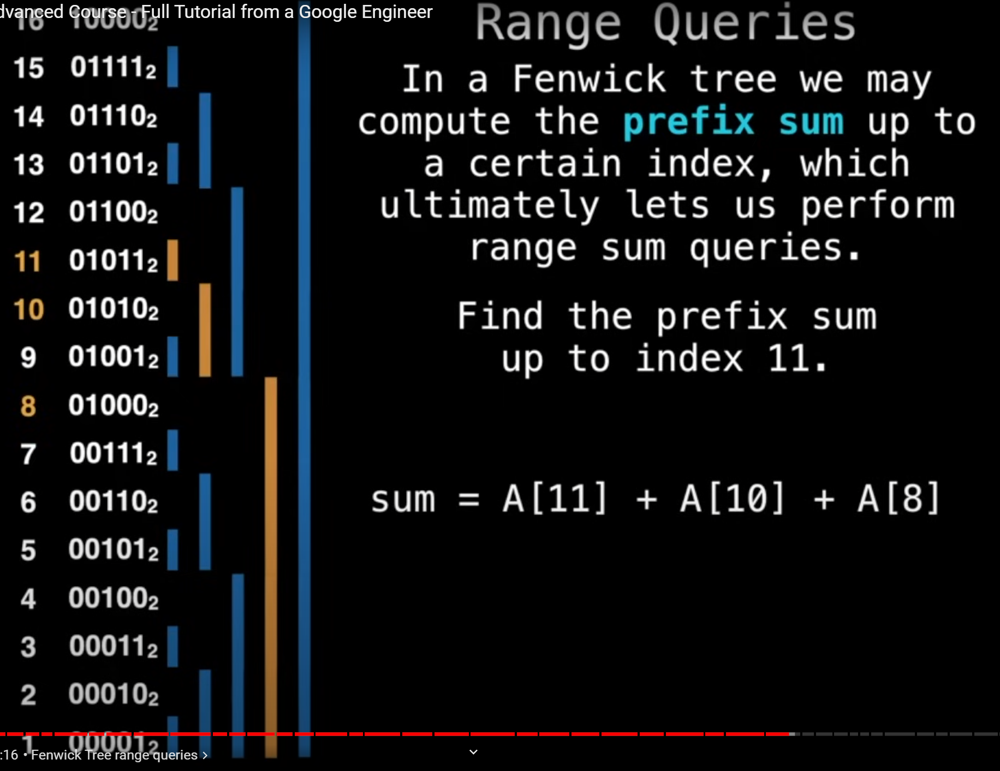 dvanced Course - Full Tutorial from a Google Engineer
Range Queries
In a Fenwick tree we may
compute the prefix sum up to
a certain index, which
ultimately lets us perform
range sum queries.
Find the prefix sum
up to index 11.
sum = A[11] + A[10] + A[8]
16 10000₂
15 01111₂
14 01110₂
13 01101₂
12 01100₂
11 01011₂
10 01010₂
9 01001₂
8 01000₂
7 00111₂
6 00110₂
5 00101₂
4 00100₂
3 00011₂
2 00010₂
1 00001₂
:16 • Fenwick Tree range queries >